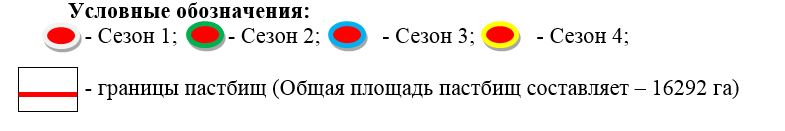 Условные обозначения:
- Сезон 1; - Сезон 2; - Сезон 3; - Сезон 4;
- границы пастбищ (Общая площадь пастбищ составляет – 16292 га)